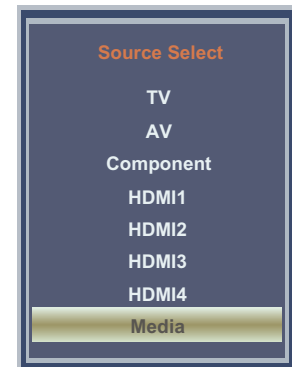 Source Select
TV
AV
Component
HDMI1
HDMI2
HDMI3
HDMI4
Media